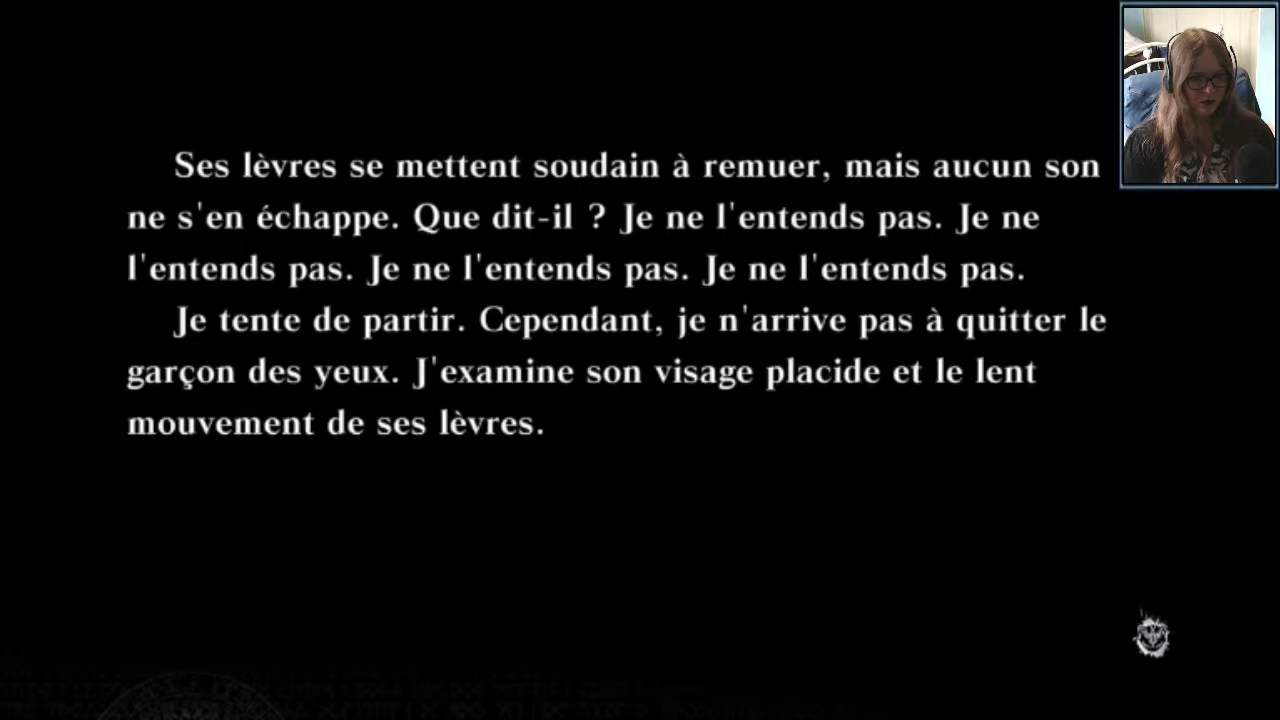 Ses lèvres se mettent soudain à remuer, mais aucun son
ne s'en échappe. Que dit-il ? Je ne l'entends pas. Je ne
l'entends pas. Je ne l'entends pas. Je ne l'entends pas.
Je tente de partir. Cependant, je n'arrive pas à quitter le
garçon des yeux. J'examine son visage placide et le lent
mouvement de ses lèvres.